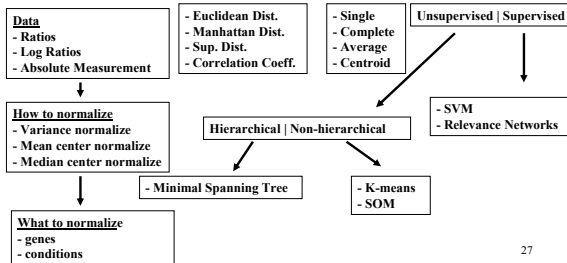 Data
- Ratios
- Log Ratios
- Absolute Measurement
How to normalize
- Variance normalize
- Mean center normalize
- Median center normalize
What to normalize
- genes
- conditions
- Euclidean Dist.
- Manhattan Dist.
- Sup. Dist.
- Correlation Coeff.
- Single
- Complete
- Average
- Centroid
Unsupervised | Supervised
- SVM
- Relevance Networks
Hierarchical | Non-hierarchical
- Minimal Spanning Tree
- K-means
- SOM
27